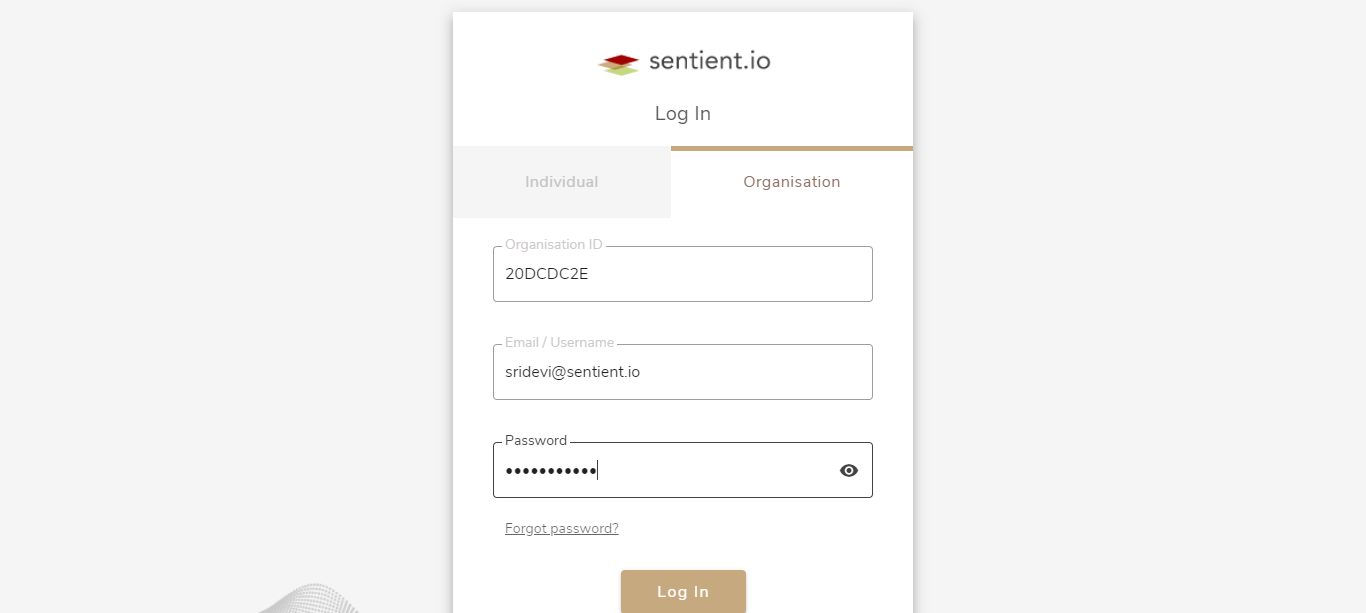 sentient.io
Log In
Individual
Organisation
Organisation ID
20DCDC2E
Email / Username
sridevi@sentient.io
Password
•••••••••••
Forgot password?
Log In